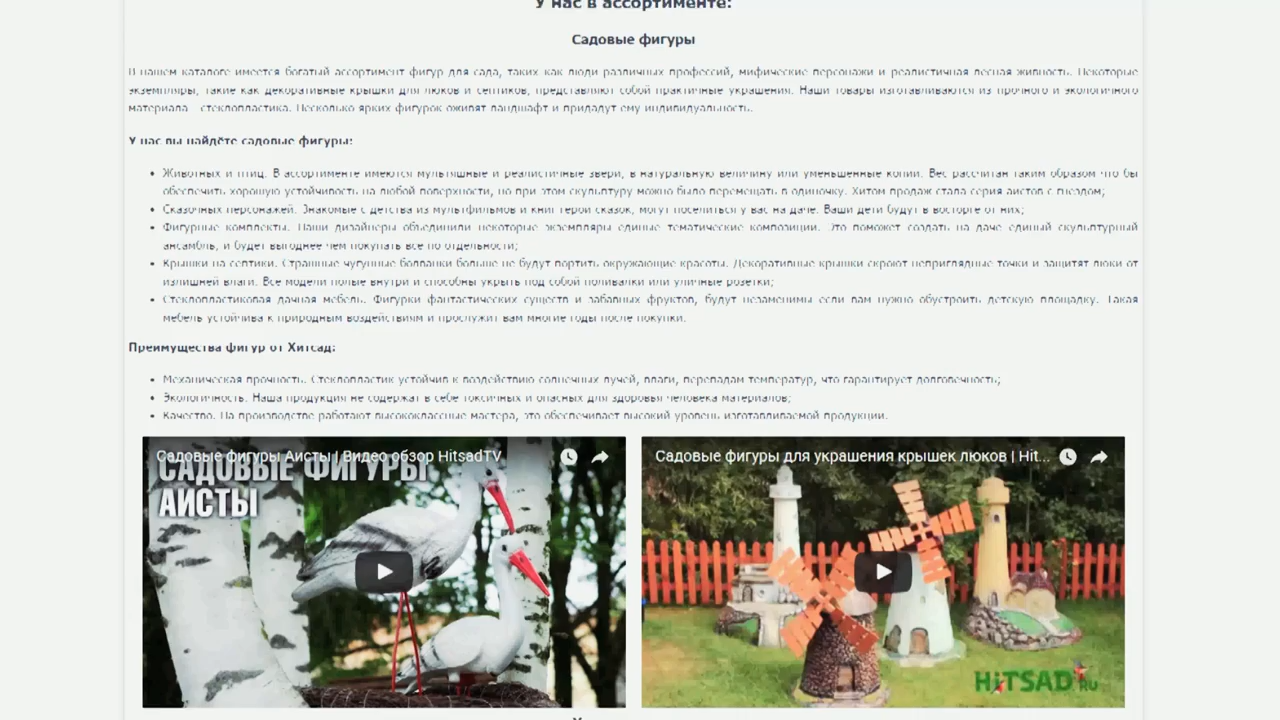 У нас в ассортименте:
Садовые фигуры
В нашем каталоге имеется богатый ассортимент фигур для сада, таких как люди различных профессий, мифические персонажи и реалистичная лесная живность. Некоторые
экземпляры, такие как декоративные крышки для люков и септиков, представляют собой практичные украшения. Наши товары изготавливаются из прочного и экологичного
материала - стеклопластика. Несколько ярких фигурок оживят ландшафт и придадут ему индивидуальность.
У нас вы найдёте садовые фигуры:
• Животных и птиц. В ассортименте имеются мультяшные и реалистичные звери, в натуральную величину или уменьшенные копии. Вес рассчитан таким образом что бы
обеспечить хорошую устойчивость на любой поверхности, но при этом скульптуру можно было перемещать в одиночку. Хитом продаж стала серия аистов с гнездом;
• Сказочных персонажей. Знакомые с детства из мультфильмов и книг герои сказок, могут поселиться у вас на даче. Ваши дети будут в восторге от них;
• Фигурные комплекты. Наши дизайнеры объединили некоторые экземпляры единые тематические композиции. Это поможет создать на даче единый скульптурный
ансамбль, и будет выгоднее чем покупать все по отдельности;
• Крышки на септики. Страшные чугунные болванки больше не будут портить окружающие красоты. Декоративные крышки скроют неприглядные точки и защитят люки от
излишней влаги. Все модели полые внутри и способны укрыть под собой поливалки или уличные розетки;
• Стеклопластиковая дачная мебель. Фигурки фантастических существ и забавных фруктов, будут незаменимы если вам нужно обустроить детскую площадку. Такая
мебель устойчива к природным воздействиям и прослужит вам многие годы после покупки.
Преимущества фигур от Хитсад:
• Механическая прочность. Стеклопластик устойчив к воздействию солнечных лучей, влаги, перепадам температур, что гарантирует долговечность;
• Экологичность. Наша продукция не содержат в себе токсичных и опасных для здоровья человека материалов;
• Качество. На производстве работают высококлассные мастера, это обеспечивает высокий уровень изготавливаемой продукции.
Садовые фигуры Аисты | Видео обзор HitsadTV
САДОВЫЕ ФИГУРЫ
АИСТЫ
Садовые фигуры для украшения крышек люков | Hit...
HiTSAD.RU